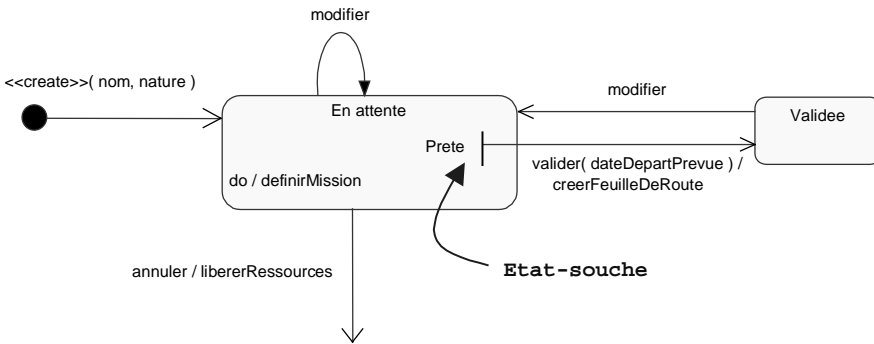 modifier
<<create>>( nom, nature )
En attente
modifier
Validee
Prete
valider( dateDepartPrevue ) /
creerFeuilleDeRoute
do / definirMission
annuler / libererRessources
Etat-souche